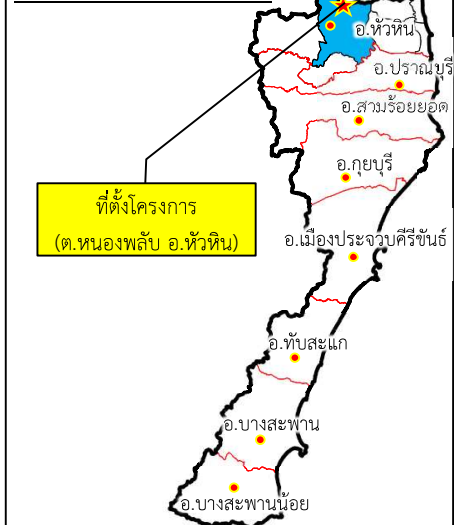 อ.หัวหิน
อ.ปราณบุรี
อ.สามร้อยยอด
อ.กุยบุรี
ที่ตั้งโครงการ
(ต.หนองพลับ อ.หัวหิน)
อ.เมืองประจวบคีรีขันธ์
อ.ทับสะแก
อ.บางสะพาน
อ.บางสะพานน้อย